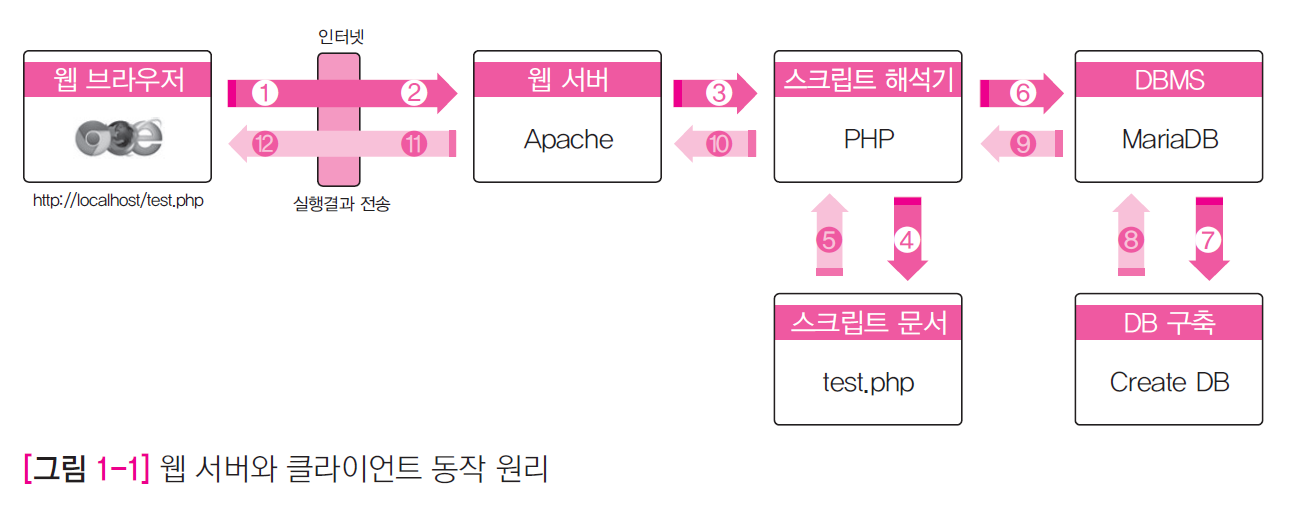 인터넷
웹 브라우저
① ②
웹 서버
③
스크립트 해석기
⑥
DBMS
⑫ ⑪
Apache
⑩
PHP
⑨
MariaDB
http://localhost/test.php
실행결과 전송
⑤ ④
⑧ ⑦
스크립트 문서
DB 구축
test.php
Create DB
[그림 1-1] 웹 서버와 클라이언트 동작 원리